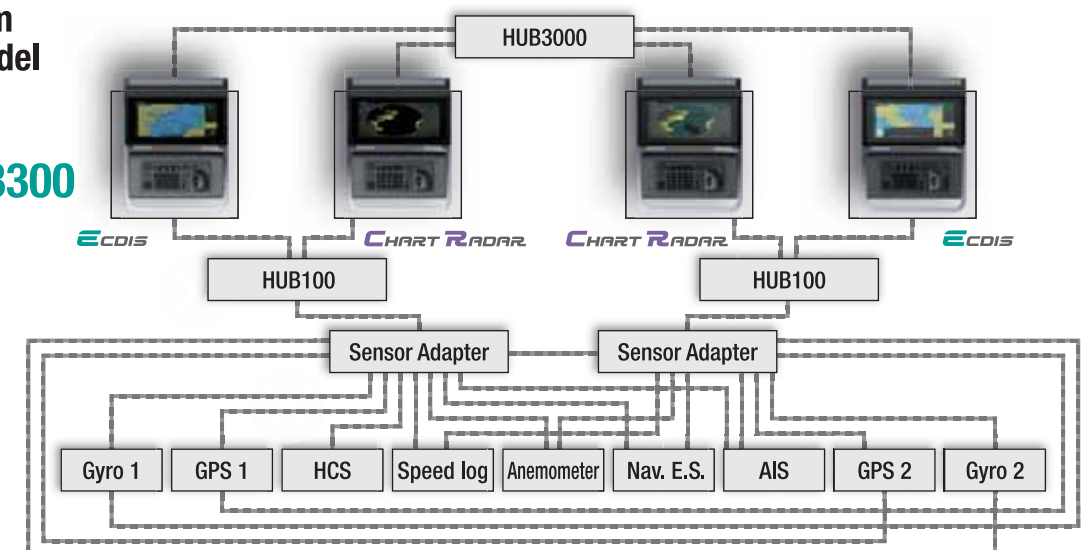 del
3300
HUB3000
ECDIS
CHART RADAR
CHART RADAR
ECDIS
HUB100
HUB100
Sensor Adapter
Sensor Adapter
Gyro 1
GPS 1
HCS
Speed log
Anemometer
Nav. E.S.
AIS
GPS 2
Gyro 2